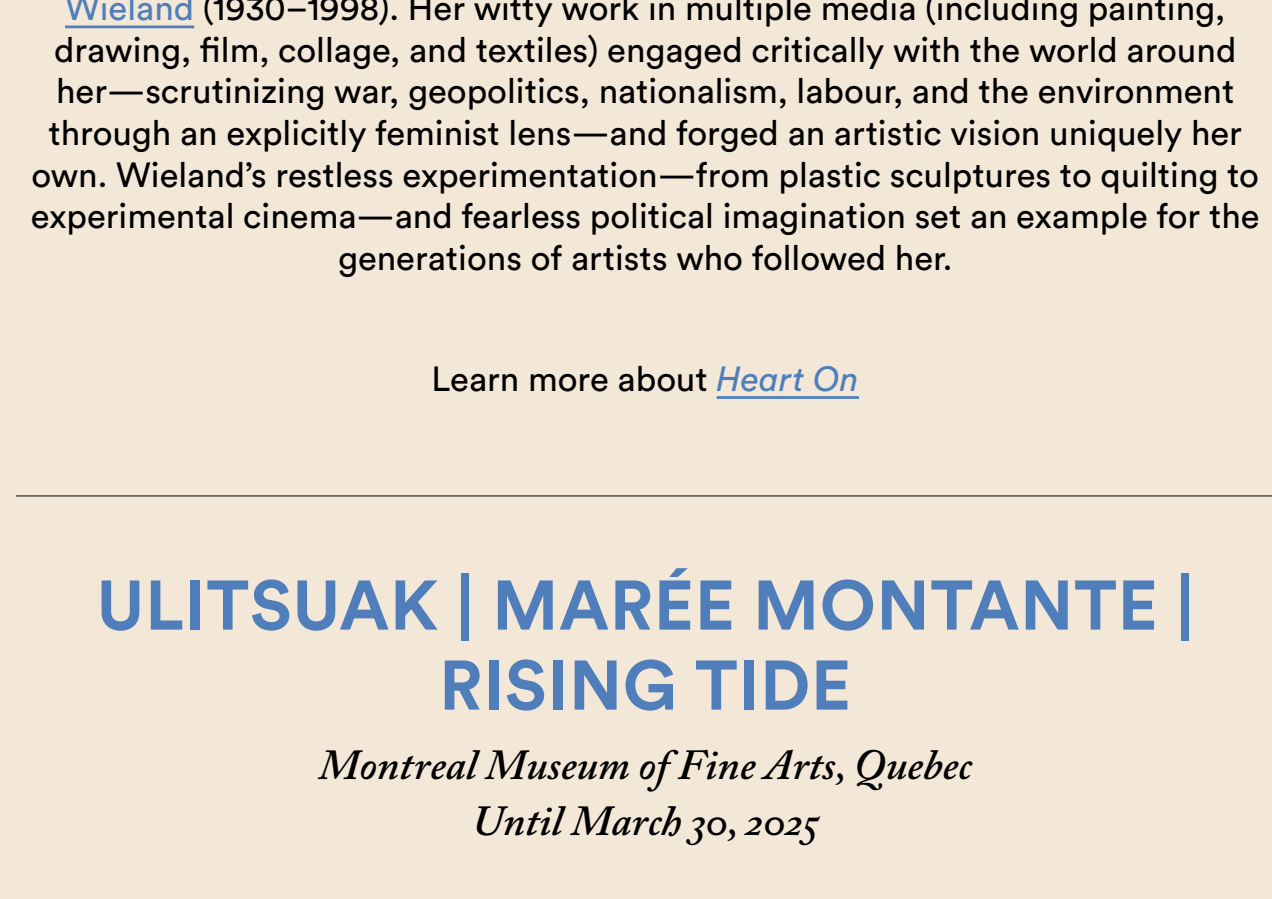 Wieland (1930–1998). Her witty work in multiple media (including painting,
drawing, film, collage, and textiles) engaged critically with the world around
her—scrutinizing war, geopolitics, nationalism, labour, and the environment
through an explicitly feminist lens—and forged an artistic vision uniquely her
own. Wieland’s restless experimentation—from plastic sculptures to quilting to
experimental cinema—and fearless political imagination set an example for the
generations of artists who followed her.
Learn more about Heart On
ULITSUAK | MARÉE MONTANTE |
RISING TIDE
Montreal Museum of Fine Arts, Quebec
Until March 30, 2025